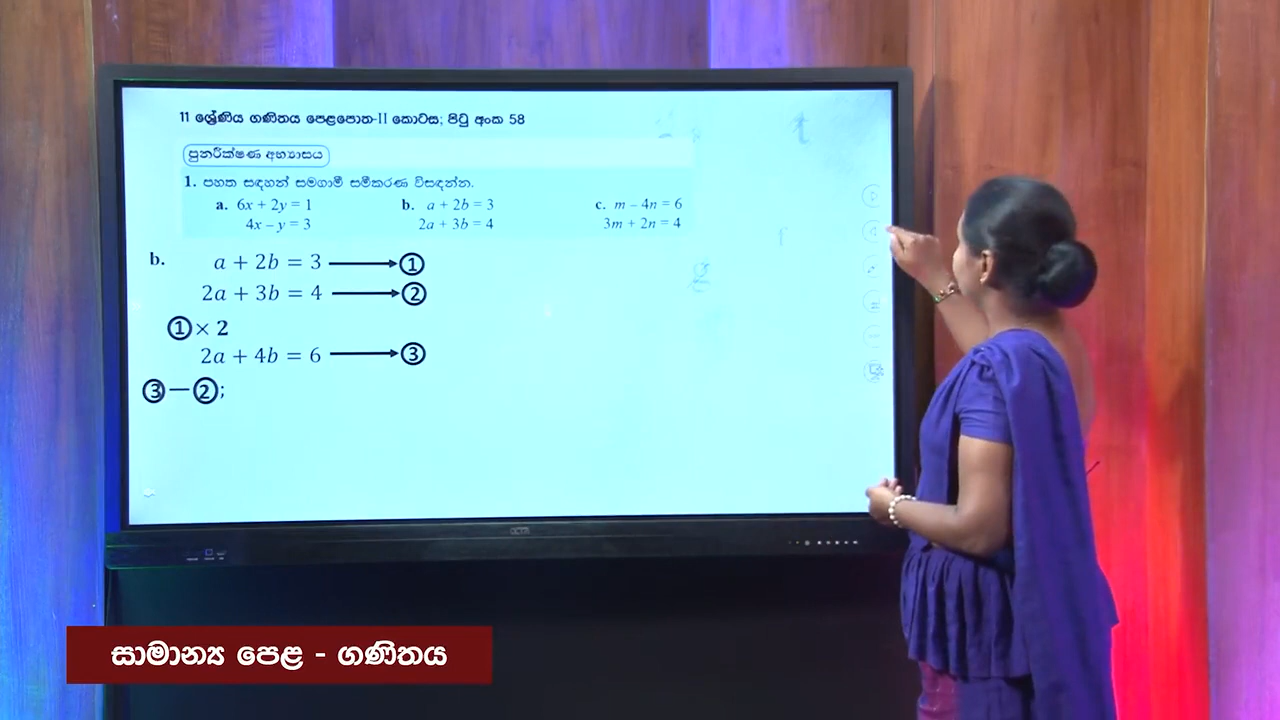 11 ශ්‍රේණිය ගණිතය පෙළපොත-II කොටස; පිටු අංක 58
පුනරීක්ෂණ අභ්‍යාසය
1. පහත සඳහන් සමගාමී සමීකරණ විසඳන්න.
a. 6x + 2y = 1 b. a + 2b = 3 c. m – 4n = 6
4x – y = 3 2a + 3b = 4 3m + 2n = 4
b. a + 2b = 3 ⟶ ①
2a + 3b = 4 ⟶ ②
① × 2
2a + 4b = 6 ⟶ ③
③ − ② ;
සාමාන්‍ය පෙළ - ගණිතය